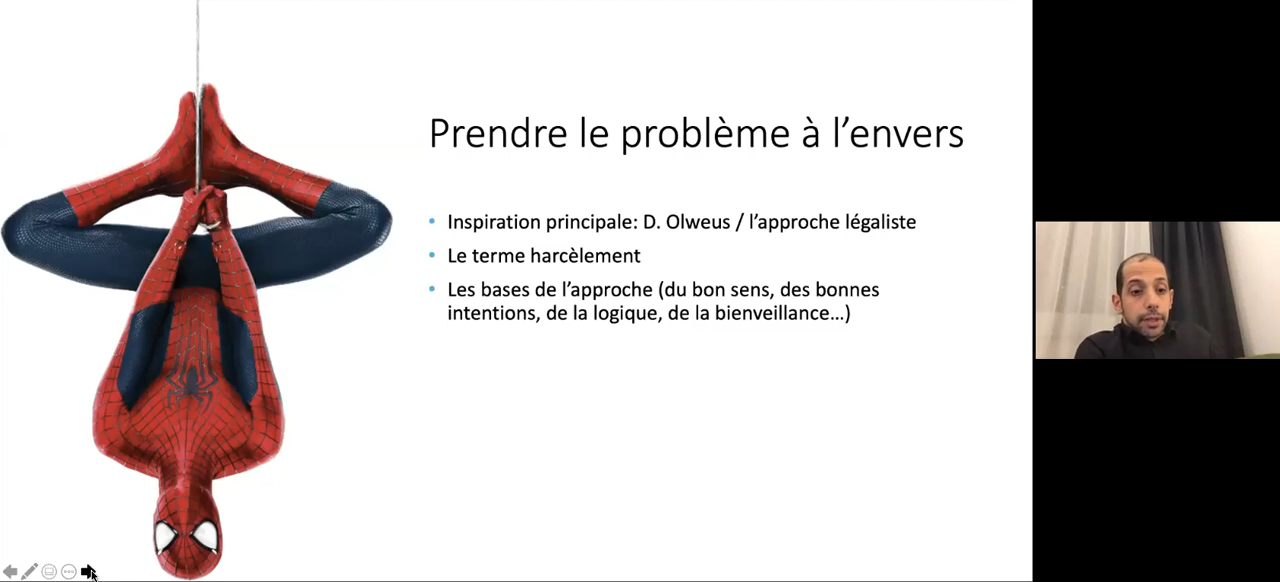 Prendre le problème à l’envers
• Inspiration principale: D. Olweus / l’approche légaliste
• Le terme harcèlement
• Les bases de l’approche (du bon sens, des bonnes
intentions, de la logique, de la bienveillance…)